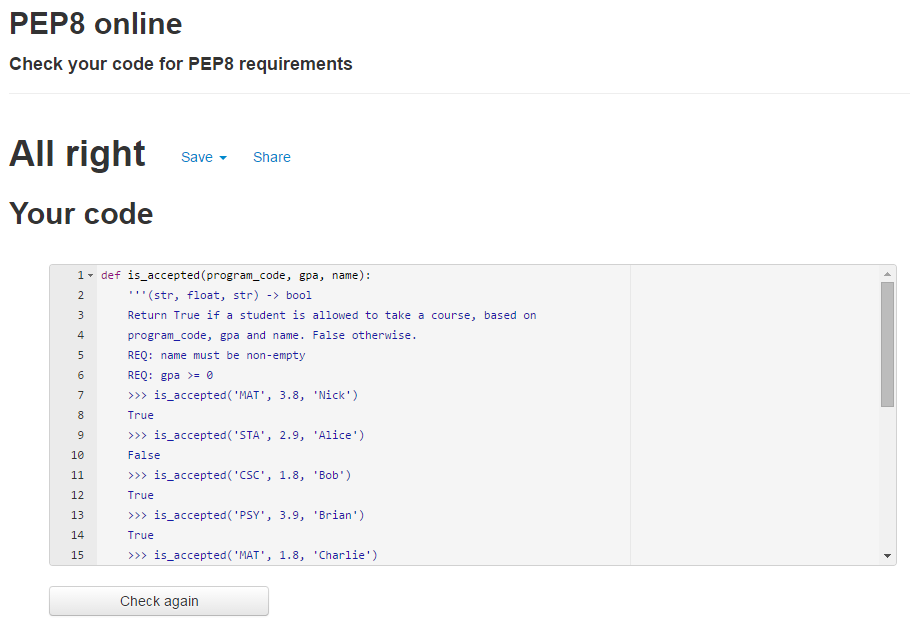 PEP8 online
Check your code for PEP8 requirements
All right Save Share
Your code
1 def is_accepted(program_code, gpa, name):
2 '''(str, float, str) -> bool
3 Return True if a student is allowed to take a course, based on
4 program_code, gpa and name. False otherwise.
5 REQ: name must be non-empty
6 REQ: gpa >= 0
7 >>> is_accepted('MAT', 3.8, 'Nick')
8 True
9 >>> is_accepted('STA', 2.9, 'Alice')
10 False
11 >>> is_accepted('CSC', 1.8, 'Bob')
12 True
13 >>> is_accepted('PSY', 3.9, 'Brian')
14 True
15 >>> is_accepted('MAT', 1.8, 'Charlie')
Check again